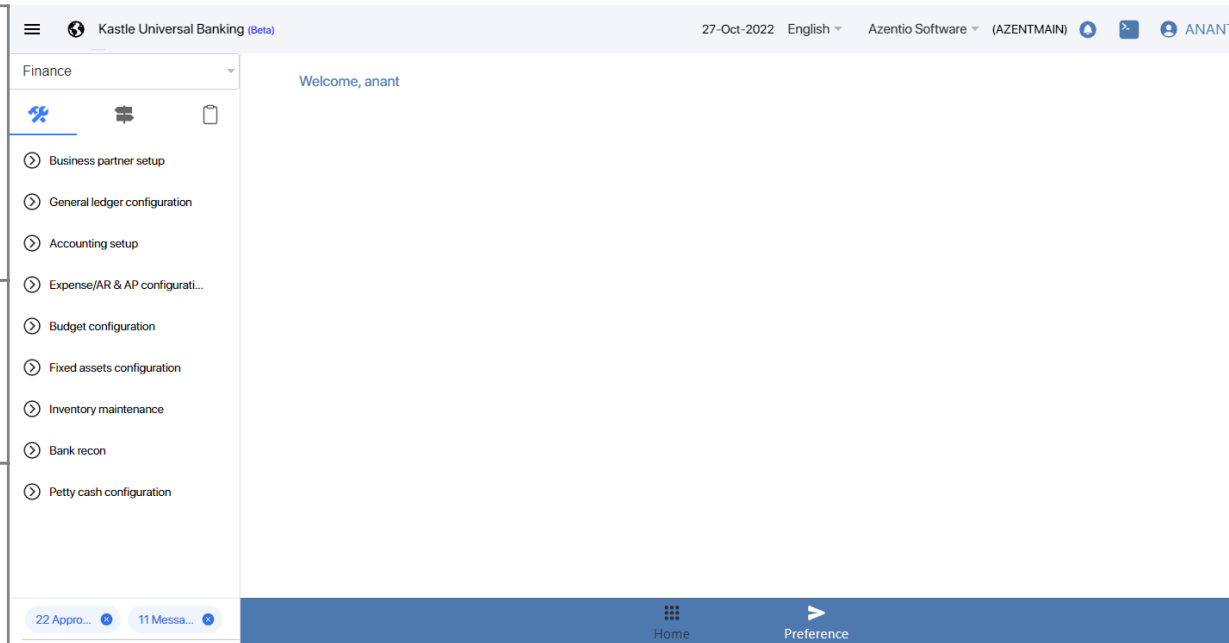 Kastle Universal Banking (Beta)
27-Oct-2022 English Azentio Software (AZENTMAIN) ANANT
Finance
Welcome, anant
Business partner setup
General ledger configuration
Accounting setup
Expense/AR & AP configurati...
Budget configuration
Fixed assets configuration
Inventory maintenance
Bank recon
Petty cash configuration
22 Appro... 11 Messa...
Home Preference